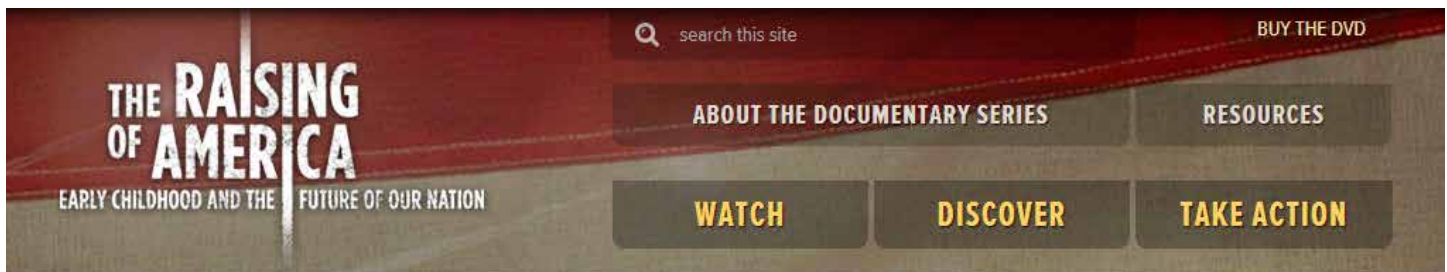 search this site
BUY THE DVD
THE RAISING
OF AMERICA
EARLY CHILDHOOD AND THE FUTURE OF OUR NATION
ABOUT THE DOCUMENTARY SERIES
RESOURCES
WATCH
DISCOVER
TAKE ACTION